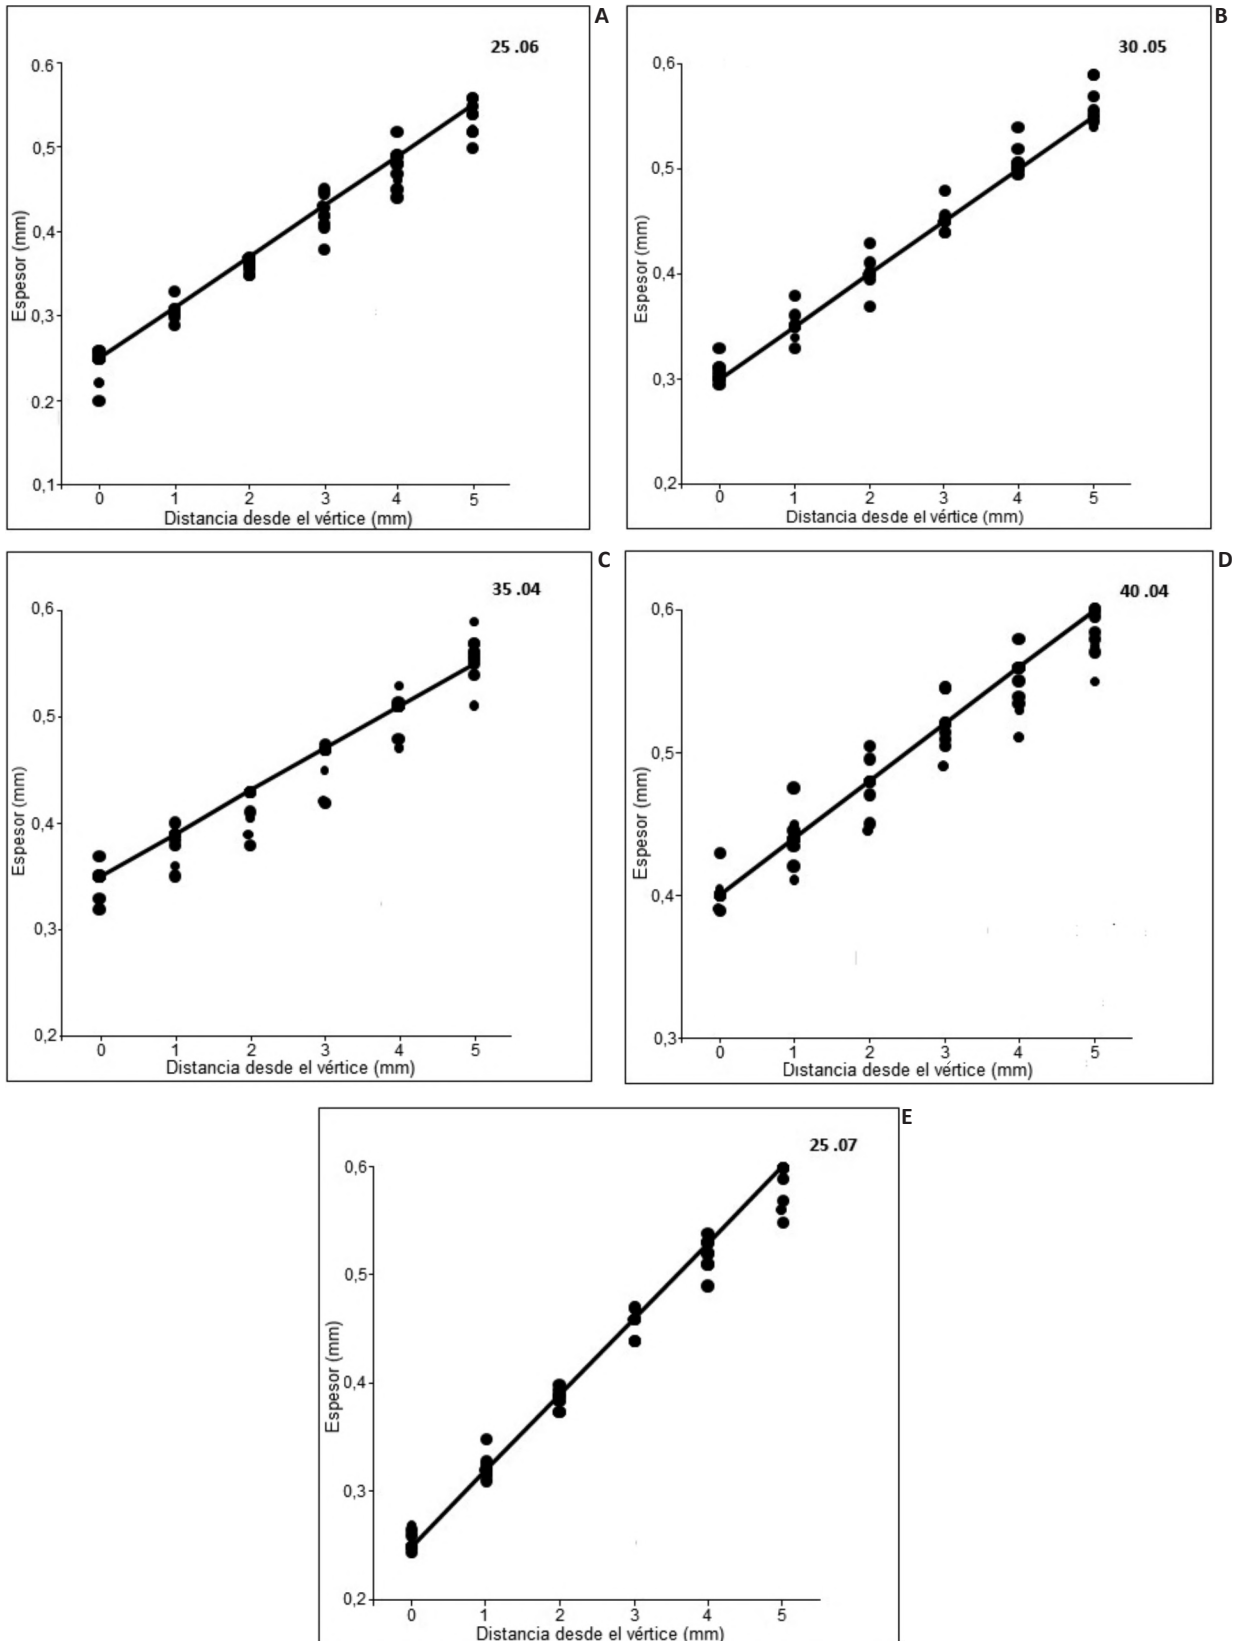 A
25 .06
0.6
0,5
0,4
0,3
0.2
0,1
Espesor (mm)
0 1 2 3 4 5
Distancia desde el vértice (mm)
B
30 .05
0,6
0,5
0,4
0,3
0,2
Espesor (mm)
0 1 2 3 4 5
Distancia desde el vértice (mm)
C
35 .04
0,6
0,5
0,4
0,3
0,2
Espesor (mm)
0 1 2 3 4 5
Distancia desde el vértice (mm)
D
40 .04
0,6
0,5
0,4
0,3
Espesor (mm)
0 1 2 3 4 5
Distancia desde el vértice (mm)
E
25 .07
0,6
0,5
0,4
0,3
0,2
Espesor (mm)
0 1 2 3 4 5
Distancia desde el vértice (mm)